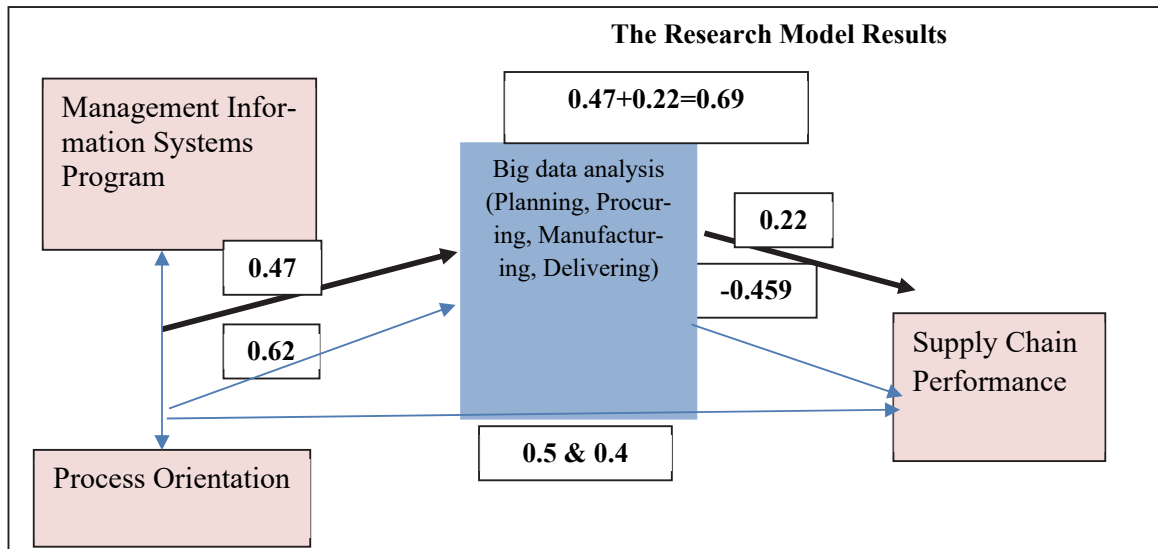 The Research Model Results
Management Infor-
mation Systems
Program
0.47+0.22=0.69
Big data analysis
(Planning, Procur-
ing, Manufactur-
ing, Delivering)
0.22
0.47
-0.459
0.62
Supply Chain
Performance
0.5 & 0.4
Process Orientation